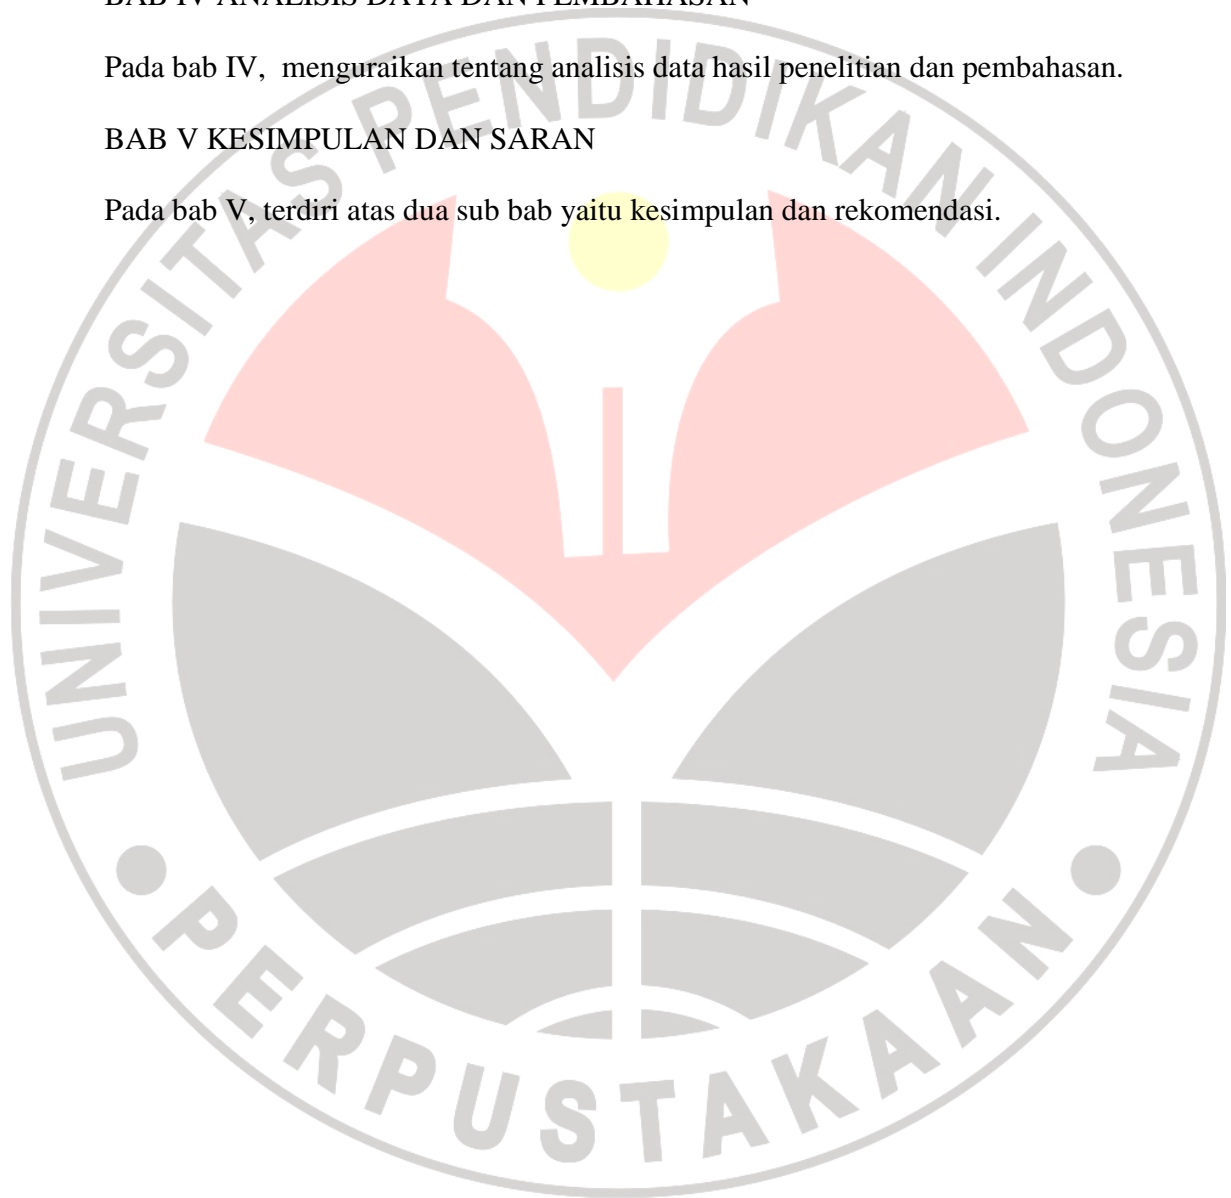 BAB IV ANALISIS DATA DAN PEMBAHASAN
Pada bab IV, menguraikan tentang analisis data hasil penelitian dan pembahasan.
BAB V KESIMPULAN DAN SARAN
Pada bab V, terdiri atas dua sub bab yaitu kesimpulan dan rekomendasi.
UNIVERSITAS PENDIDIKAN INDONESIA
PERPUSTAKAAN